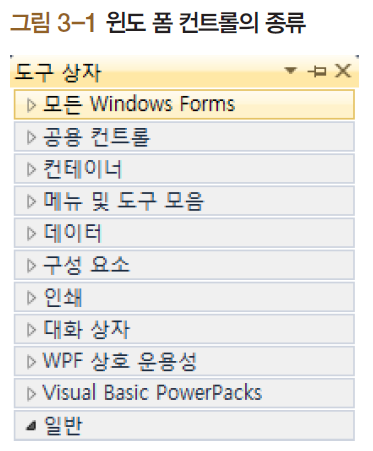 그림 3-1 윈도 폼 컨트롤의 종류
도구 상자
모든 Windows Forms
공용 컨트롤
컨테이너
메뉴 및 도구 모음
데이터
구성 요소
인쇄
대화 상자
WPF 상호 운용성
Visual Basic PowerPacks
일반